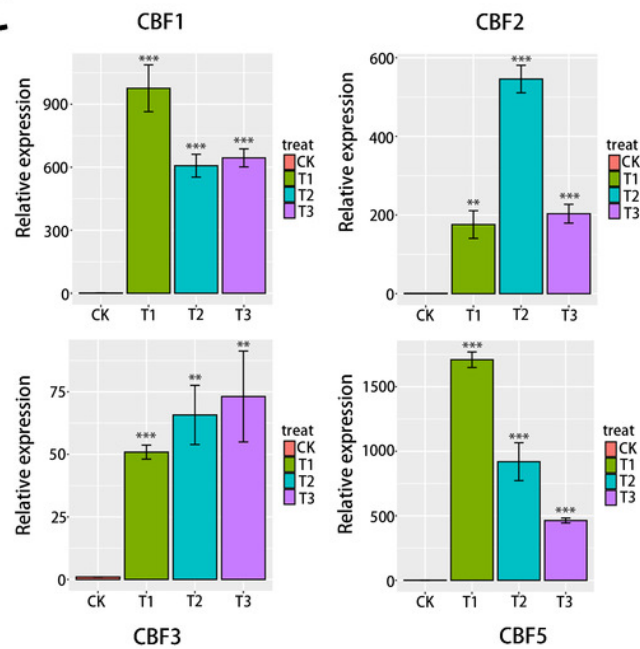 CBF1
Relative expression
900
600
300
0
***
***
***
CK
T1
T2
T3
treat
CK
T1
T2
T3
CBF2
Relative expression
600
400
200
0
**
***
***
CK
T1
T2
T3
treat
CK
T1
T2
T3
Relative expression
75
50
25
0
***
**
**
CK
T1
T2
T3
treat
CK
T1
T2
T3
CBF3
Relative expression
1500
1000
500
0
***
***
***
CK
T1
T2
T3
treat
CK
T1
T2
T3
CBF5